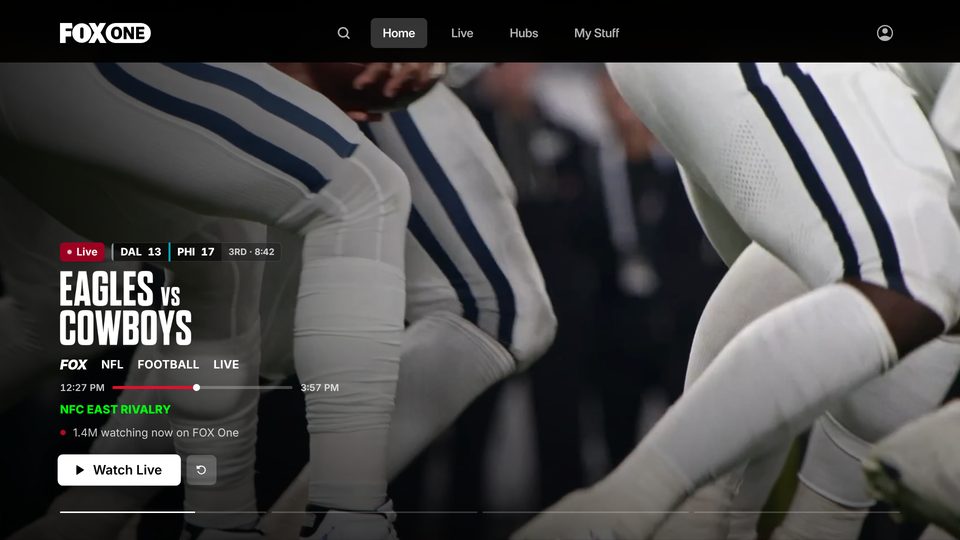 FOX ONE
Home
Live
Hubs
My Stuff
Live
DAL 13
PHI 17
3RD · 8:42
EAGLES VS
COWBOYS
FOX NFL FOOTBALL LIVE
12:27 PM
3:57 PM
NFC EAST RIVALRY
1.4M watching now on FOX One
Watch Live